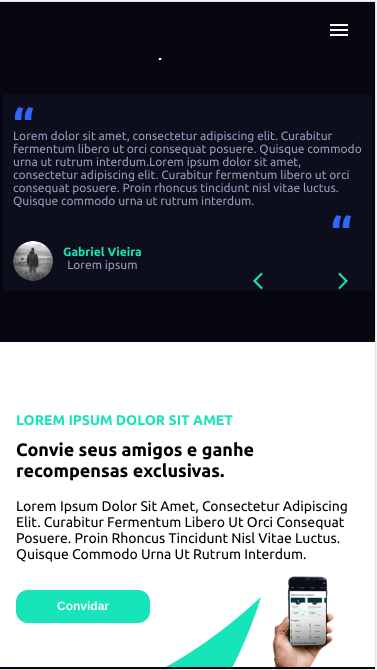 “
Lorem dolor sit amet, consectetur adipiscing elit. Curabitur
fermentum libero ut orci consequat posuere. Quisque commodo
urna ut rutrum interdum.Lorem ipsum dolor sit amet,
consectetur adipiscing elit. Curabitur fermentum libero ut orci
consequat posuere. Proin rhoncus tincidunt nisl vitae luctus.
Quisque commodo urna ut rutrum interdum.
“
Gabriel Vieira
Lorem ipsum
LOREM IPSUM DOLOR SIT AMET
Convie seus amigos e ganhe
recompensas exclusivas.
Lorem Ipsum Dolor Sit Amet, Consectetur Adipiscing
Elit. Curabitur Fermentum Libero Ut Orci Consequat
Posuere. Proin Rhoncus Tincidunt Nisl Vitae Luctus.
Quisque Commodo Urna Ut Rutrum Interdum.
Convidar